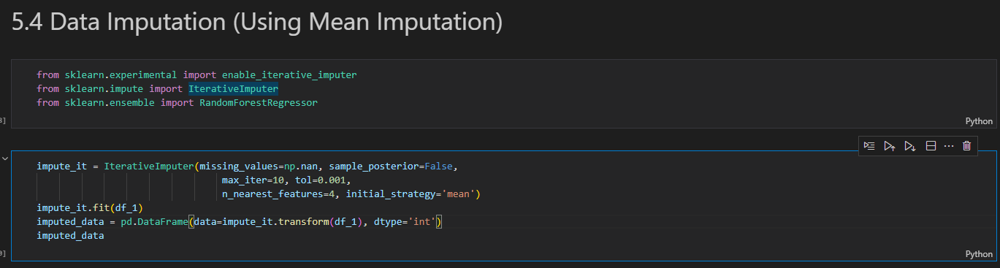 5.4 Data Imputation (Using Mean Imputation)
from sklearn.experimental import enable_iterative_imputer
from sklearn.impute import IterativeImputer
from sklearn.ensemble import RandomForestRegressor
]
Python
impute_it = IterativeImputer(missing_values=np.nan, sample_posterior=False,
max_iter=10, tol=0.001,
n_nearest_features=4, initial_strategy='mean')
impute_it.fit(df_1)
imputed_data = pd.DataFrame(data=impute_it.transform(df_1), dtype='int')
imputed_data
]
Python